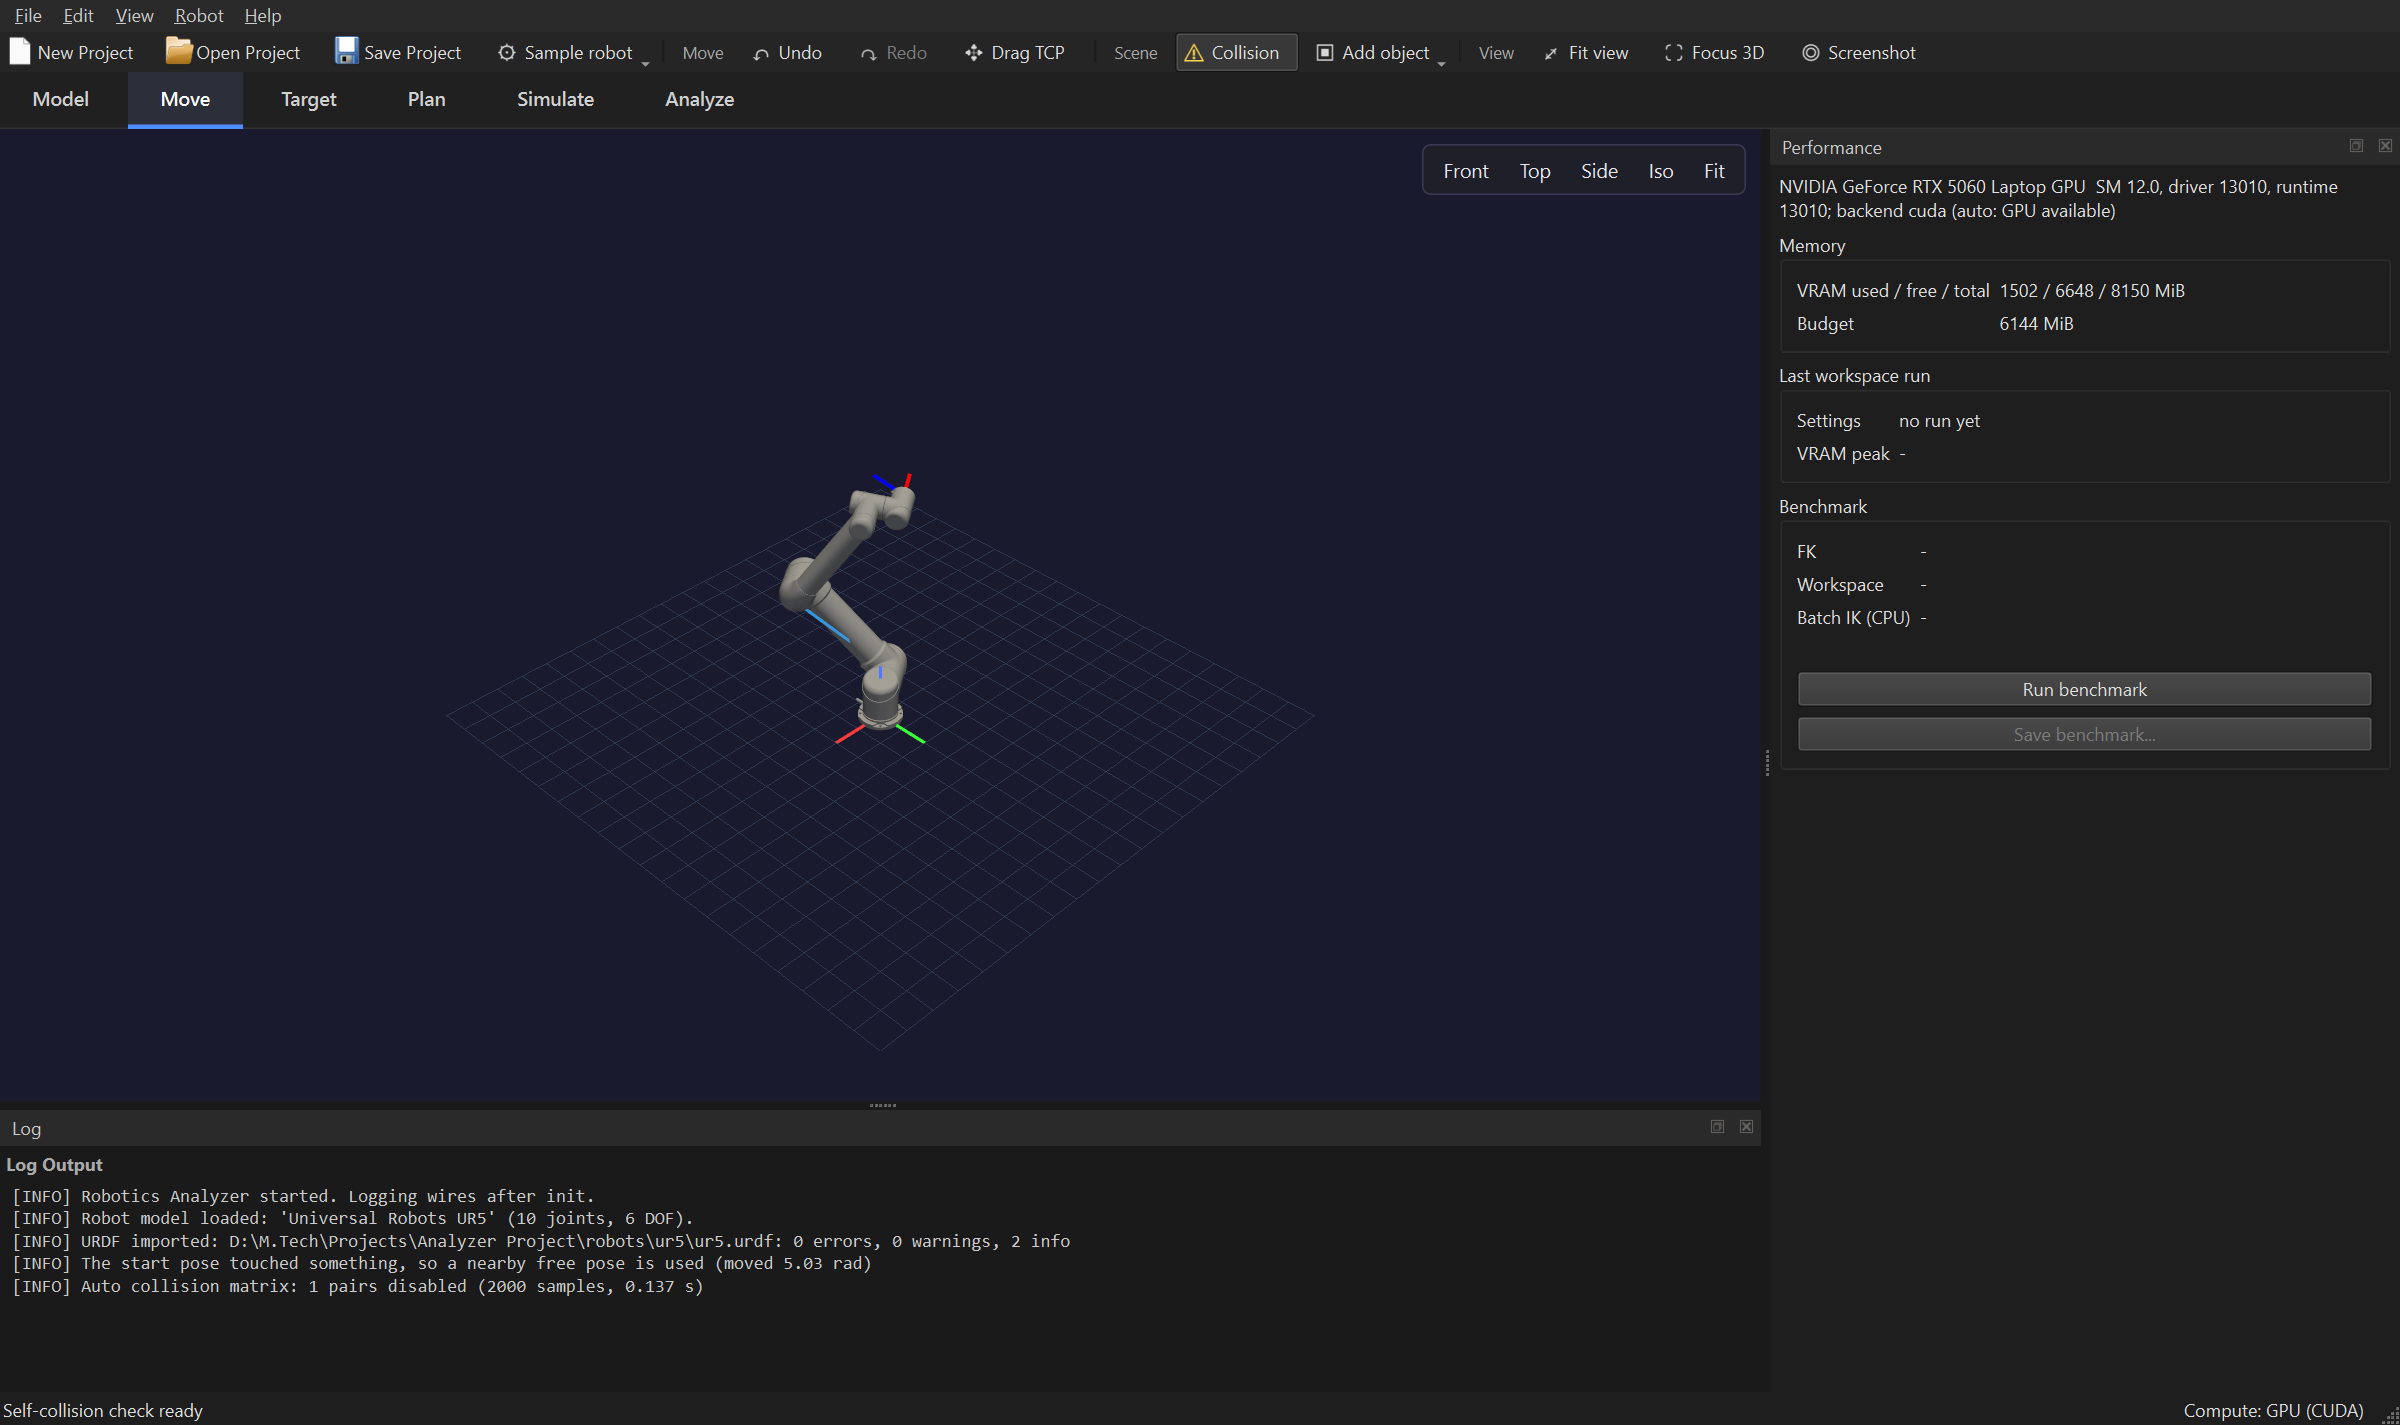 File Edit View Robot Help
New Project Open Project Save Project Sample robot Move Undo Redo Drag TCP Scene Collision Add object View Fit view Focus 3D Screenshot
Model Move Target Plan Simulate Analyze
Front Top Side Iso Fit
Performance
NVIDIA GeForce RTX 5060 Laptop GPU SM 12.0, driver 13010, runtime
13010; backend cuda (auto: GPU available)
Memory
VRAM used / free / total 1502 / 6648 / 8150 MiB
Budget 6144 MiB
Last workspace run
Settings no run yet
VRAM peak -
Benchmark
FK -
Workspace -
Batch IK (CPU) -
Run benchmark
Save benchmark...
Log
Log Output
[INFO] Robotics Analyzer started. Logging wires after init.
[INFO] Robot model loaded: 'Universal Robots UR5' (10 joints, 6 DOF).
[INFO] URDF imported: D:\M.Tech\Projects\Analyzer Project\robots\ur5\ur5.urdf: 0 errors, 0 warnings, 2 info
[INFO] The start pose touched something, so a nearby free pose is used (moved 5.03 rad)
[INFO] Auto collision matrix: 1 pairs disabled (2000 samples, 0.137 s)
Self-collision check ready
Compute: GPU (CUDA)